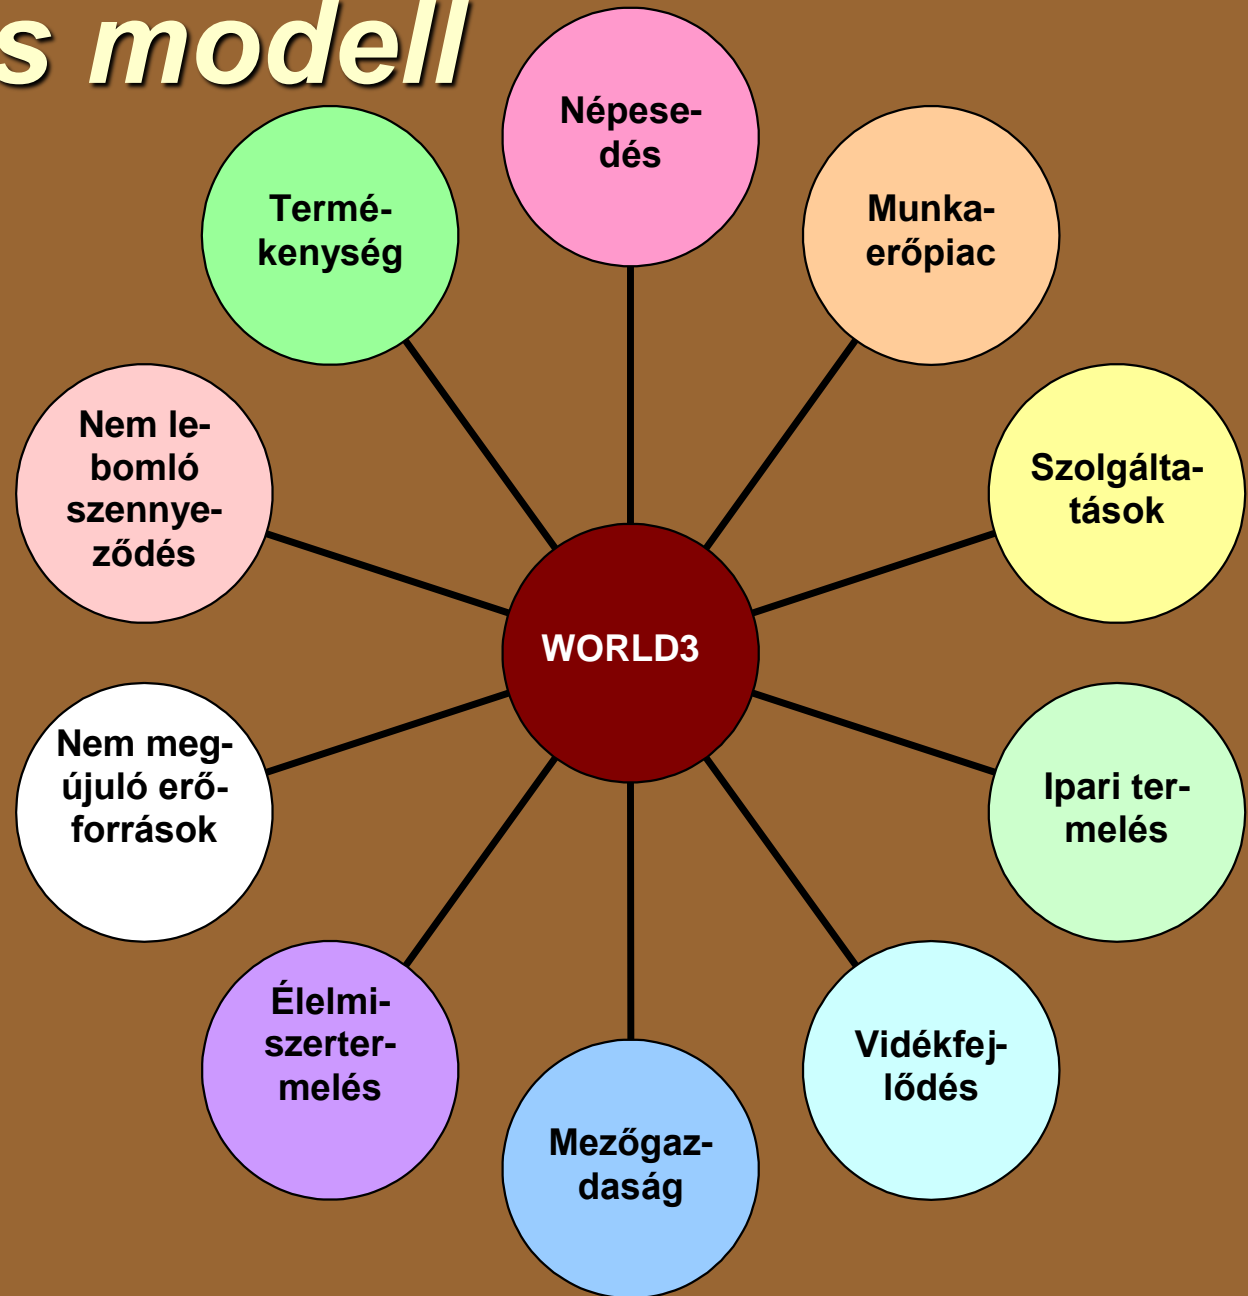 s modell
Népese-
dés
Munka-
erőpiac
Szolgálta-
tások
Ipari ter-
melés
Vidékfej-
lődés
Mezőgaz-
daság
Élelmi-
szerter-
melés
Nem meg-
újuló erő-
források
Nem le-
bomló
szennye-
ződés
Termé-
kenység
WORLD3